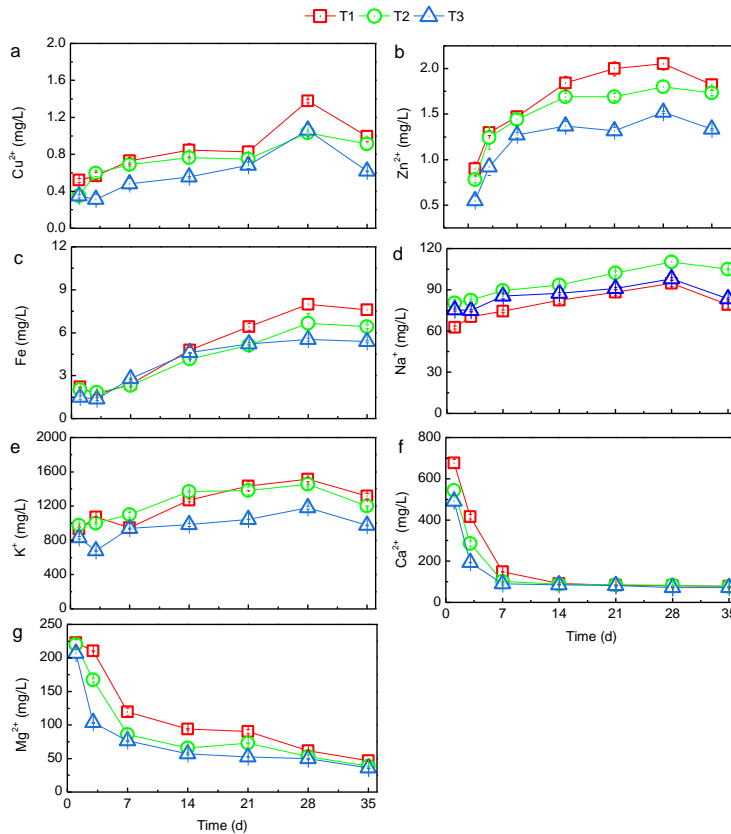 T1 T2 T3
a
Cu²⁺ (mg/L)
2.0
1.6
1.2
0.8
0.4
0.0
b
Zn²⁺ (mg/L)
2.0
1.5
1.0
0.5
c
Fe (mg/L)
12
9
6
3
0
d
Na⁺ (mg/L)
120
90
60
30
0
e
K⁺ (mg/L)
2000
1600
1200
800
400
0
f
Ca²⁺ (mg/L)
800
600
400
200
0
0 7 14 21 28 35
Time (d)
g
Mg²⁺ (mg/L)
250
200
150
100
50
0
0 7 14 21 28 35
Time (d)